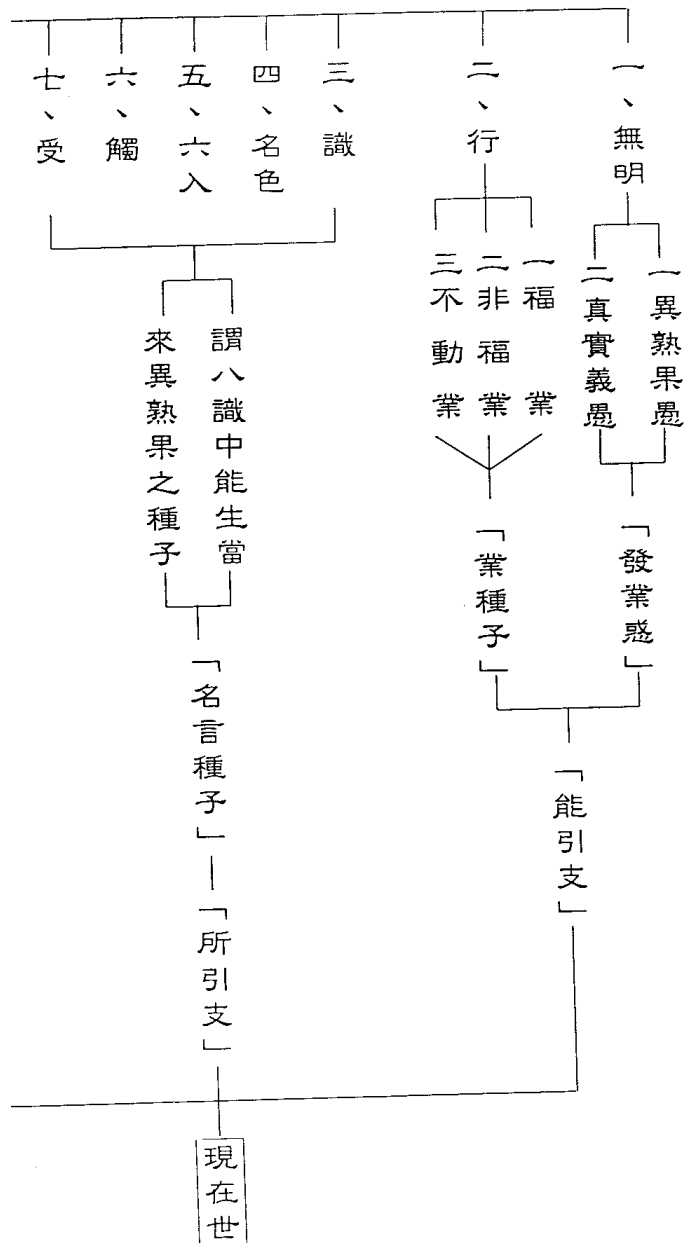 一、無明
一異熟果愚
二真實義愚
「發業惑」
二、行
一福業
二非福業
三不動業
「業種子」
「能引支」
三、識
四、名色
五、六入
六、觸
七、受
謂八識中能生當
來異熟果之種子
「名言種子」─「所引支」
現在世